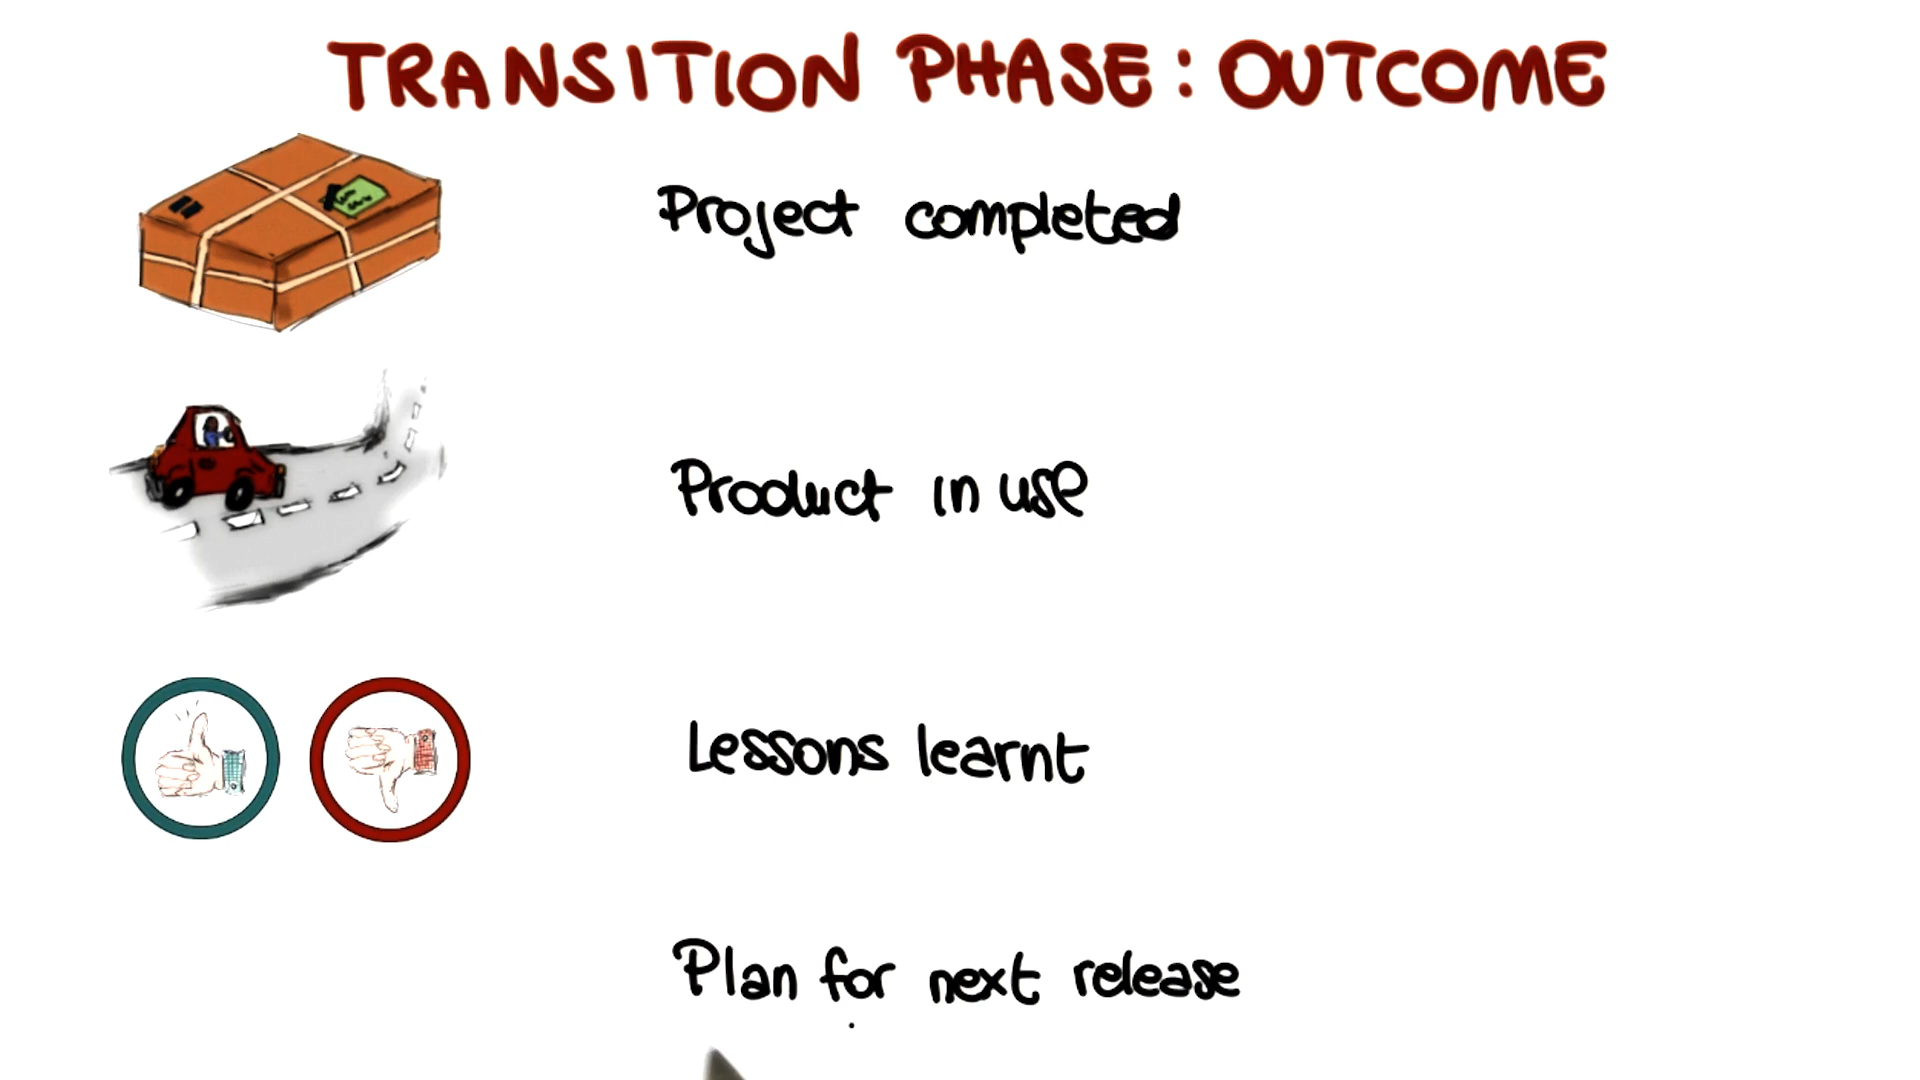 TRANSITION PHASE: OUTCOME
Project completed
Product in use
Lessons learnt
Plan for next release